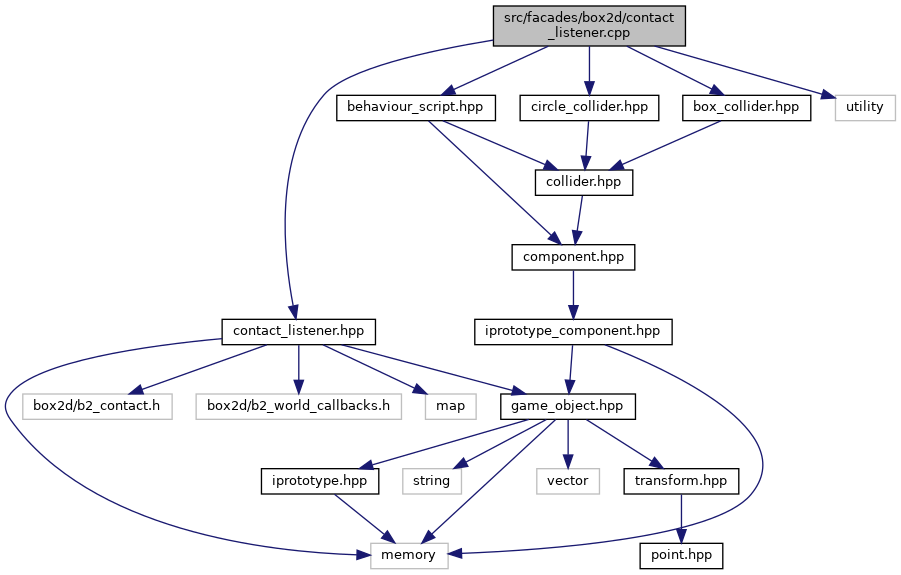 src/facades/box2d/contact
_listener.cpp
behaviour_script.hpp
circle_collider.hpp
box_collider.hpp
utility
collider.hpp
component.hpp
contact_listener.hpp
iprototype_component.hpp
box2d/b2_contact.h
box2d/b2_world_callbacks.h
map
game_object.hpp
iprototype.hpp
string
vector
transform.hpp
memory
point.hpp